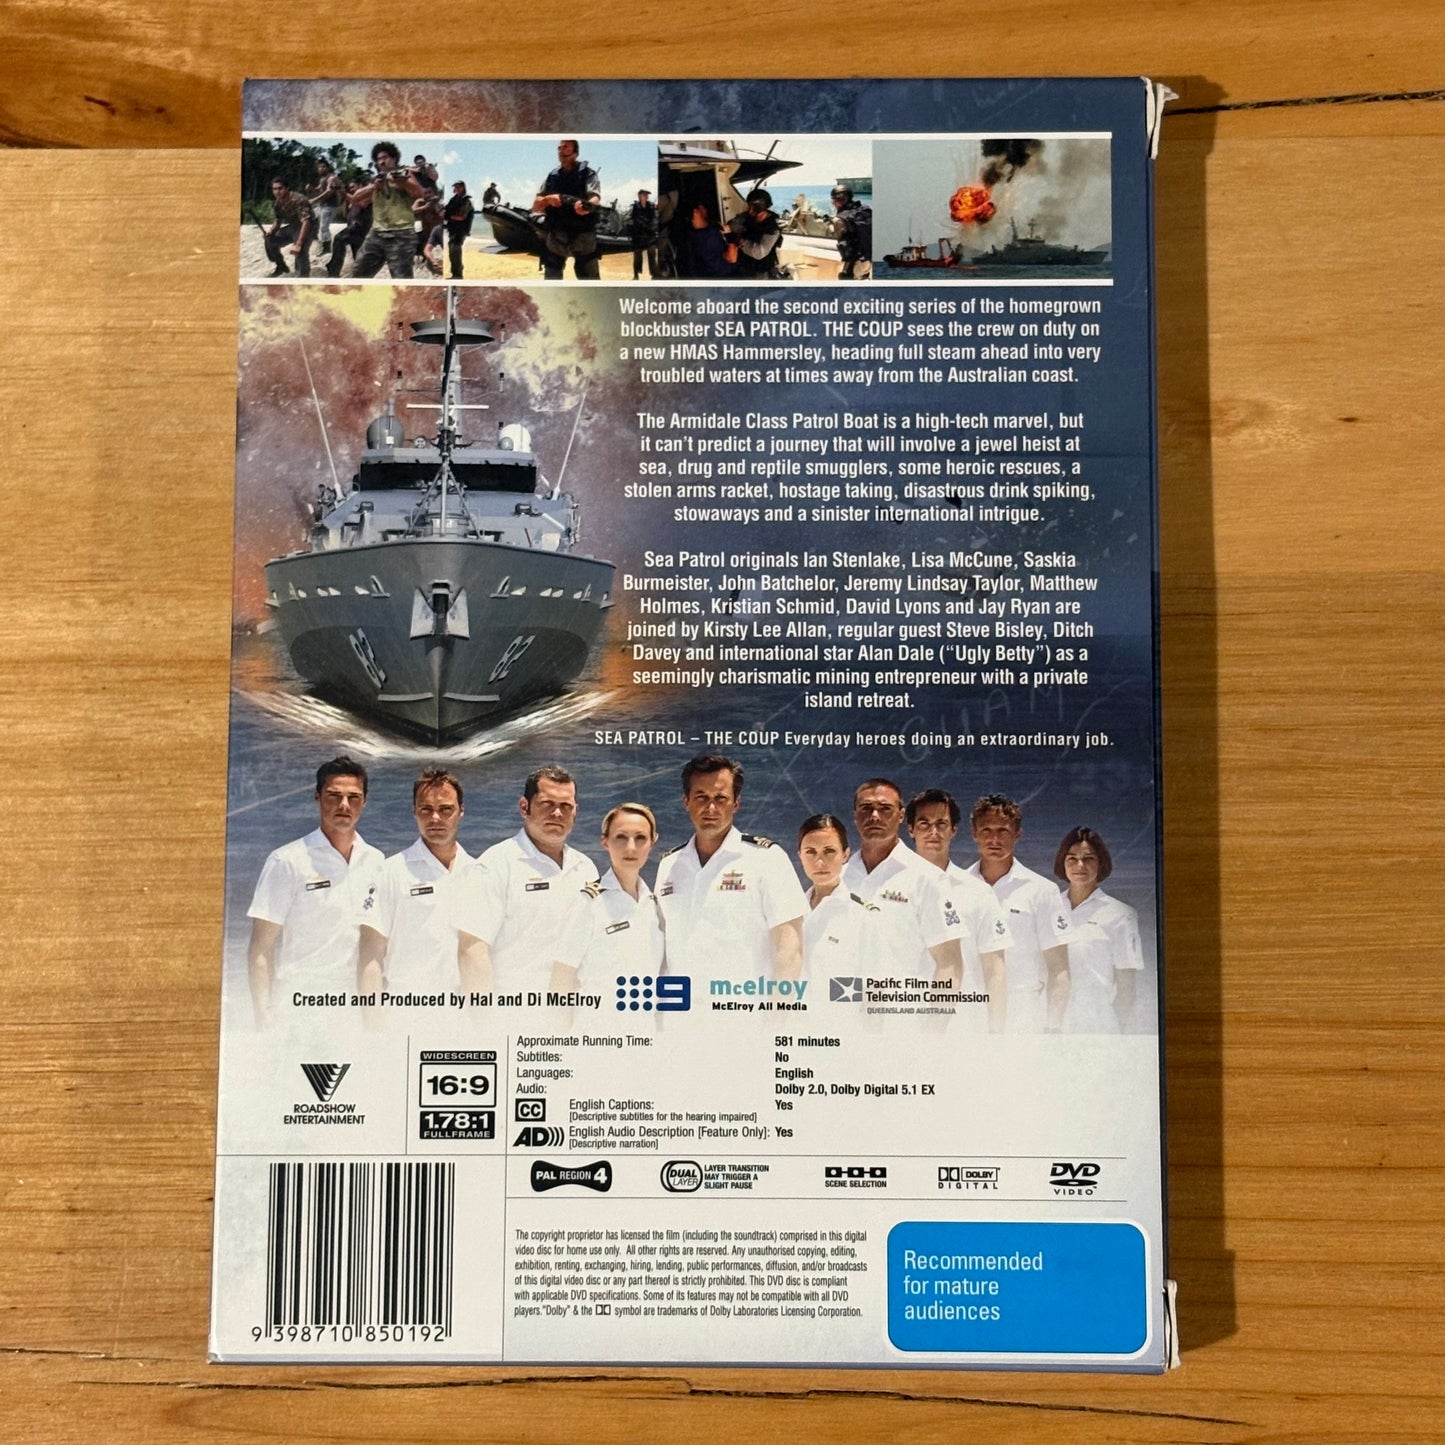 Welcome aboard the second exciting series of the homegrown
blockbuster SEA PATROL. THE COUP sees the crew on duty on
a new HMAS Hammersley, heading full steam ahead into very
troubled waters at times away from the Australian coast.
The Armidale Class Patrol Boat is a high-tech marvel, but
it can't predict a journey that will involve a jewel heist at
sea, drug and reptile smugglers, some heroic rescues, a
stolen arms racket, hostage taking, disastrous drink spiking,
stowaways and a sinister international intrigue.
Sea Patrol originals Ian Stenlake, Lisa McCune, Saskia
Burmeister, John Batchelor, Jeremy Lindsay Taylor, Matthew
Holmes, Kristian Schmid, David Lyons and Jay Ryan are
joined by Kirsty Lee Allan, regular guest Steve Bisley, Ditch
Davey and international star Alan Dale ("Ugly Betty") as a
seemingly charismatic mining entrepreneur with a private
island retreat.
GUAM
SEA PATROL – THE COUP Everyday heroes doing an extraordinary job.
82
82
Created and Produced by Hal and Di McElroy
9
mcelroy
McElroy All Media
Pacific Film and
Television Commission
QUEENSLAND AUSTRALIA
ROADSHOW
ENTERTAINMENT
WIDESCREEN
16:9
1.78:1
FULLFRAME
Approximate Running Time: 581 minutes
Subtitles: No
Languages: English
Audio: Dolby 2.0, Dolby Digital 5.1 EX
CC English Captions: Yes
[Descriptive subtitles for the hearing impaired]
AD))) English Audio Description [Feature Only]: Yes
[Descriptive narration]
PAL REGION 4
DUAL LAYER
LAYER TRANSITION
MAY TRIGGER A
SLIGHT PAUSE
SCENE SELECTION
DOLBY
DIGITAL
DVD
VIDEO™
The copyright proprietor has licensed the film (including the soundtrack) comprised in this digital
video disc for home use only. All other rights are reserved. Any unauthorised copying, editing,
exhibition, renting, exchanging, hiring, lending, public performances, diffusion, and/or broadcasts
of this digital video disc or any part thereof is strictly prohibited. This DVD disc is compliant
with applicable DVD specifications. Some of its features may not be compatible with all DVD
players. "Dolby" & the DD symbol are trademarks of Dolby Laboratories Licensing Corporation.
Recommended
for mature
audiences
9 398710 850192